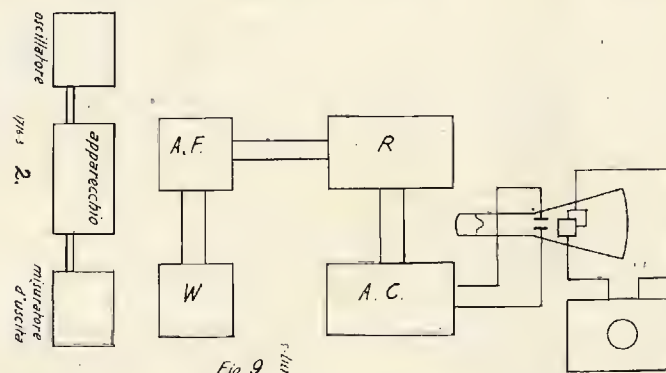 oscillatore
apparecchio
misuratore
d'uscita
2.
A.F.
R
W
A.C.
Fig. 9